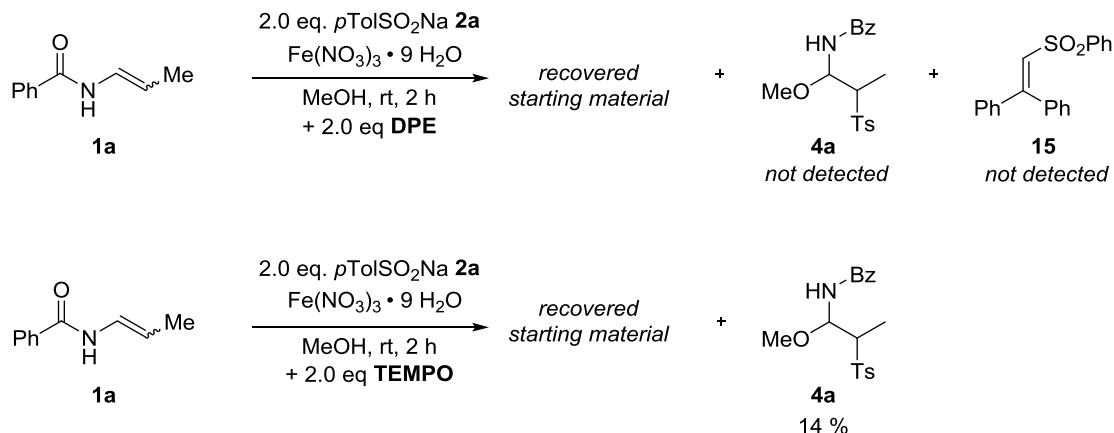 2.0 eq. pTolSO2Na 2a
Fe(NO3)3 • 9 H2O
MeOH, rt, 2 h
+ 2.0 eq DPE
O
Ph
N
H
Me
1a
recovered
starting material
+
HN
Bz
MeO
Ts
4a
not detected
+
SO2Ph
Ph
Ph
15
not detected
2.0 eq. pTolSO2Na 2a
Fe(NO3)3 • 9 H2O
MeOH, rt, 2 h
+ 2.0 eq TEMPO
O
Ph
N
H
Me
1a
recovered
starting material
+
HN
Bz
MeO
Ts
4a
14 %